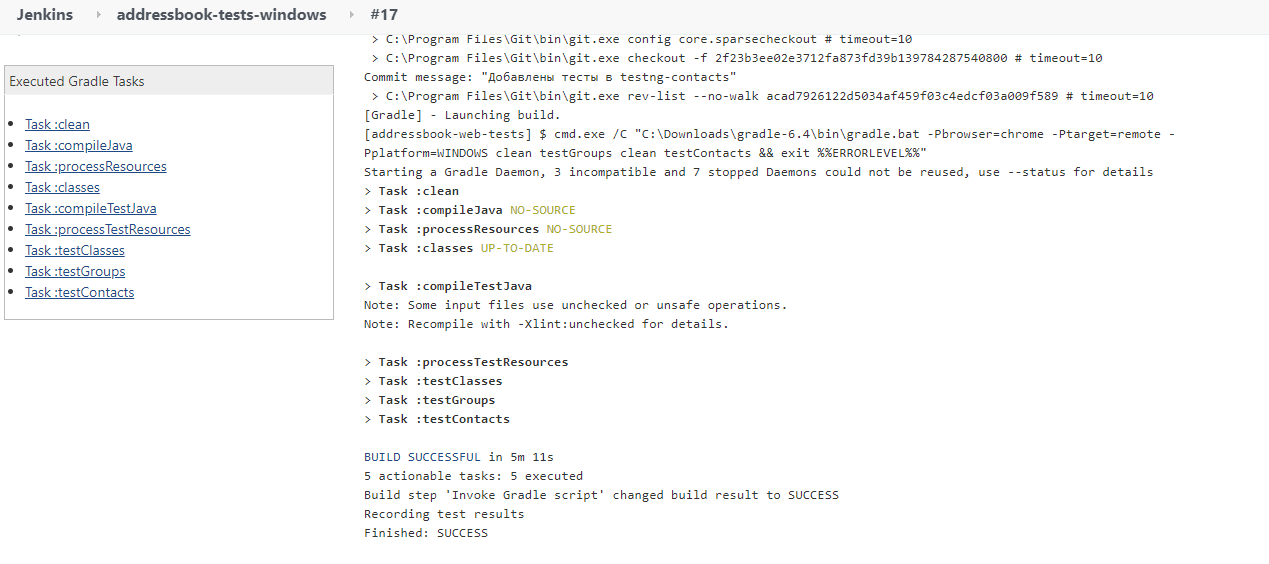 Jenkins addressbook-tests-windows #17
Executed Gradle Tasks
Task :clean
Task :compileJava
Task :processResources
Task :classes
Task :compileTestJava
Task :processTestResources
Task :testClasses
Task :testGroups
Task :testContacts
> C:\Program Files\Git\bin\git.exe config core.sparsecheckout # timeout=10
> C:\Program Files\Git\bin\git.exe checkout -f 2f23b3ee02e3712fa873fd39b139784287540800 # timeout=10
Commit message: "Добавлены тесты в testng-contacts"
> C:\Program Files\Git\bin\git.exe rev-list --no-walk acad7926122d5034af459f03c4edcf03a009f589 # timeout=10
[Gradle] - Launching build.
[addressbook-web-tests] $ cmd.exe /C "C:\Downloads\gradle-6.4\bin\gradle.bat -Pbrowser=chrome -Ptarget=remote -
Pplatform=WINDOWS clean testGroups clean testContacts && exit %%ERRORLEVEL%%"
Starting a Gradle Daemon, 3 incompatible and 7 stopped Daemons could not be reused, use --status for details
> Task :clean
> Task :compileJava NO-SOURCE
> Task :processResources NO-SOURCE
> Task :classes UP-TO-DATE
> Task :compileTestJava
Note: Some input files use unchecked or unsafe operations.
Note: Recompile with -Xlint:unchecked for details.
> Task :processTestResources
> Task :testClasses
> Task :testGroups
> Task :testContacts
BUILD SUCCESSFUL in 5m 11s
5 actionable tasks: 5 executed
Build step 'Invoke Gradle script' changed build result to SUCCESS
Recording test results
Finished: SUCCESS